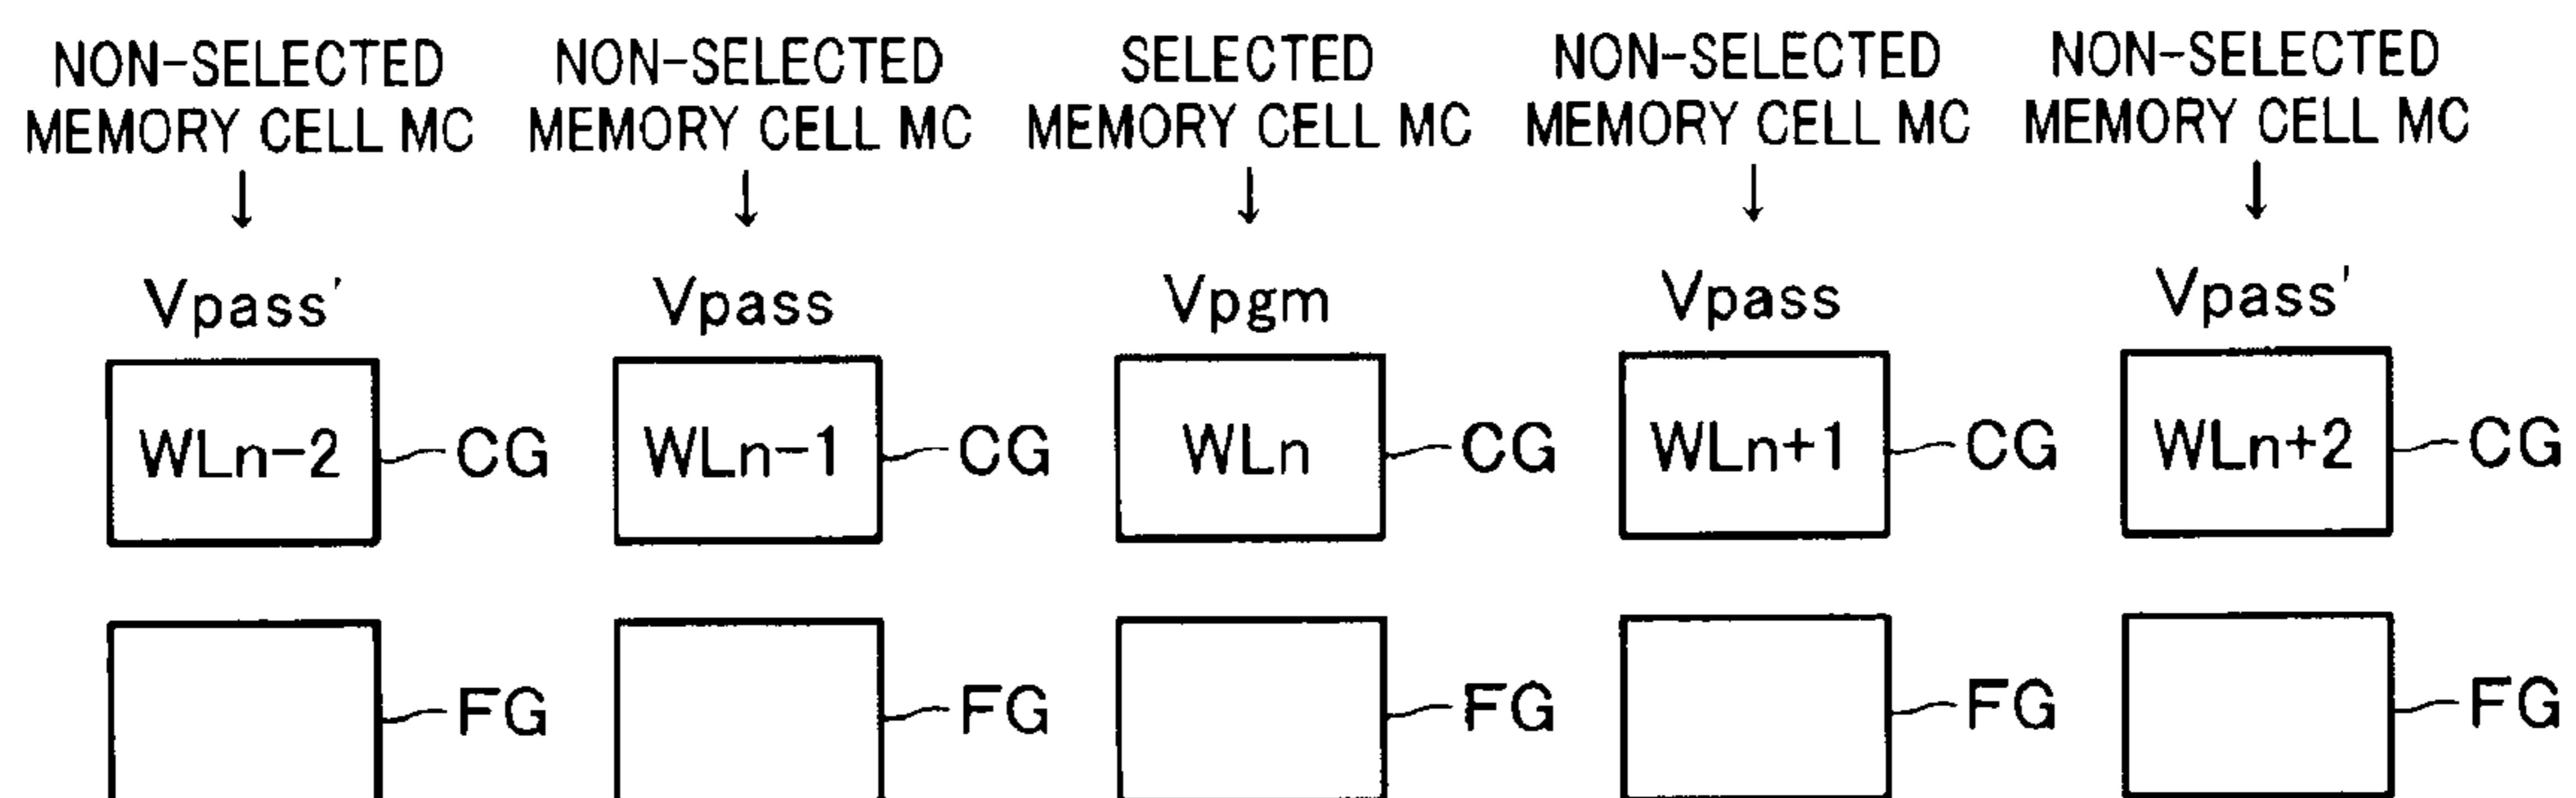 NON-SELECTED MEMORY CELL MC
NON-SELECTED MEMORY CELL MC
SELECTED MEMORY CELL MC
NON-SELECTED MEMORY CELL MC
NON-SELECTED MEMORY CELL MC
Vpass' Vpass Vpgm Vpass Vpass'
WLn-2 CG WLn-1 CG WLn CG WLn+1 CG WLn+2 CG
FG FG FG FG FG